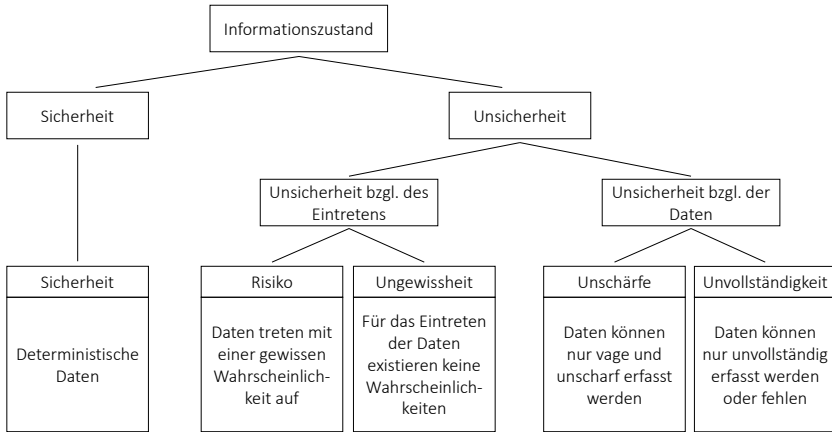 Informationszustand
Sicherheit
Unsicherheit
Unsicherheit bzgl. des
Eintretens
Unsicherheit bzgl. der
Daten
Sicherheit
Deterministische
Daten
Risiko
Daten treten mit
einer gewissen
Wahrscheinlich-
keit auf
Ungewissheit
Für das Eintreten
der Daten
existieren keine
Wahrscheinlich-
keiten
Unschärfe
Daten können
nur vage und
unscharf erfasst
werden
Unvollständigkeit
Daten können
nur unvollständig
erfasst werden
oder fehlen